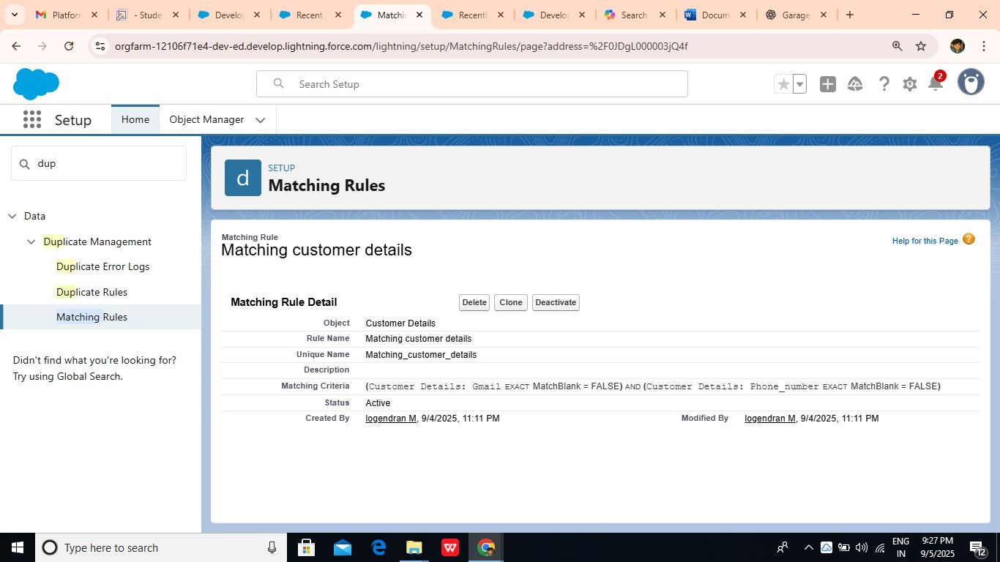 Platform
- Stude
Develo
Recent
Matchi
Recentl
Develo
Search
Docum
Garage
orgfarm-12106f71e4-dev-ed.develop.lightning.force.com/lightning/setup/MatchingRules/page?address=%2F0JDgL000003jQ4f
Search Setup
2
Setup
Home
Object Manager
dup
Data
Duplicate Management
Duplicate Error Logs
Duplicate Rules
Matching Rules
Didn't find what you're looking for?
Try using Global Search.
d
SETUP
Matching Rules
Matching Rule
Matching customer details
Help for this Page ?
Matching Rule Detail
Delete Clone Deactivate
Object Customer Details
Rule Name Matching customer details
Unique Name Matching_customer_details
Description
Matching Criteria (Customer Details: Gmail EXACT MatchBlank = FALSE) AND (Customer Details: Phone_number EXACT MatchBlank = FALSE)
Status Active
Created By logendran M, 9/4/2025, 11:11 PM Modified By logendran M, 9/4/2025, 11:11 PM
Type here to search
ENG
IN
9:27 PM
9/5/2025
12